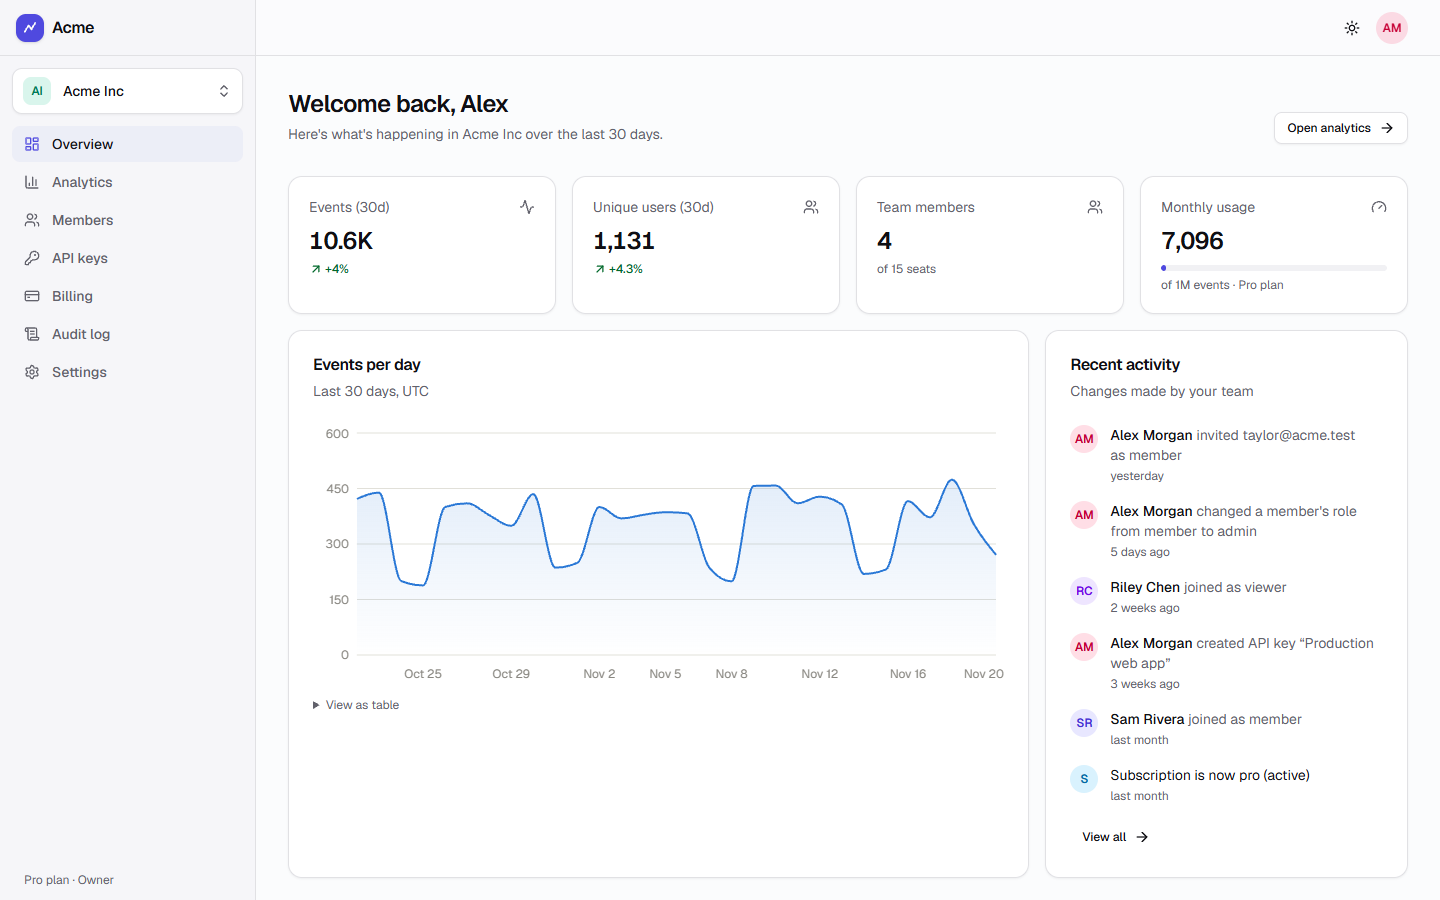 Acme
AM
AI
Acme Inc
Overview
Analytics
Members
API keys
Billing
Audit log
Settings
Pro plan · Owner
Welcome back, Alex
Here's what's happening in Acme Inc over the last 30 days.
Open analytics
Events (30d)
10.6K
+4%
Unique users (30d)
1,131
+4.3%
Team members
4
of 15 seats
Monthly usage
7,096
of 1M events · Pro plan
Events per day
Last 30 days, UTC
600
450
300
150
0
Oct 25
Oct 29
Nov 2
Nov 5
Nov 8
Nov 12
Nov 16
Nov 20
View as table
Recent activity
Changes made by your team
AM
Alex Morgan invited taylor@acme.test
as member
yesterday
AM
Alex Morgan changed a member's role
from member to admin
5 days ago
RC
Riley Chen joined as viewer
2 weeks ago
AM
Alex Morgan created API key “Production
web app”
3 weeks ago
SR
Sam Rivera joined as member
last month
S
Subscription is now pro (active)
last month
View all